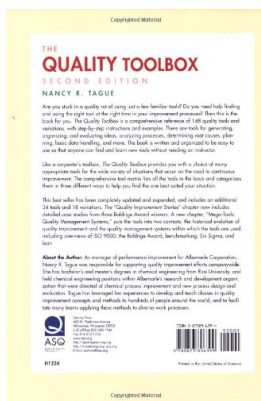 Copyrighted Material
THE
QUALITY TOOLBOX
SECOND EDITION
NANCY R. TAGUE
Are you stuck in a quality rut of using just a few familiar tools? Do you need help finding
and using the right tool at the right time in your improvement process? Then this is the
book for you. The Quality Toolbox is a comprehensive reference of 148 quality tools and
variations, with step-by-step instructions and examples. There are tools for generating,
organizing, and evaluating ideas, analyzing processes, determining root causes, plan-
ning, basic data handling, and more. The book is written and organized to be easy to
use so that anyone can find and learn new tools without needing an instructor.
Like a carpenter's toolbox, The Quality Toolbox provides you with a choice of many
appropriate tools for the wide variety of situations that occur on the road to continuous
improvement. The comprehensive tool matrix lists all the tools in the book and categorizes
them in three different ways to help you find the one best suited your situation.
This best seller has been completely updated and expanded, and includes an additional
34 tools and 18 variations. The "Quality Improvement Stories" chapter now includes
detailed case studies from three Baldrige Award winners. A new chapter, "Mega-Tools:
Quality Management Systems," puts the tools into two contexts: the historical evolution of
quality improvement and the quality management systems within which the tools are used,
including overviews of ISO 9000, the Baldrige Award, benchmarking, Six Sigma, and
lean.
About the Author: As manager of performance improvement for Albemarle Corporation,
Nancy R. Tague was responsible for supporting quality improvement efforts companywide.
She has bachelor's and master's degrees in chemical engineering from Rice University, and
held chemical engineering positions within Albemarle's research and development organi-
zation that were directed at chemical process improvement and new process design and
evaluation. Tague has leveraged her experiences to develop and teach classes in quality
improvement concepts and methods to hundreds of people around the world, and to facili-
tate many teams applying these methods to diverse work processes.
ASQ
H1224
Printed in the United States of America
Copyrighted Material